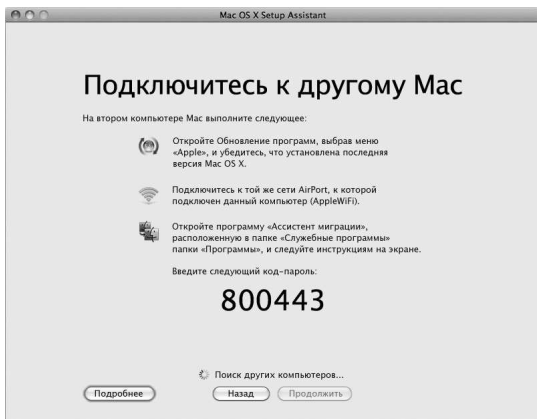 Mac OS X Setup Assistant
Подключитесь к другому Mac
На втором компьютере Mac выполните следующее:
Откройте Обновление программ, выбрав меню
«Apple», и убедитесь, что установлена последняя
версия Mac OS X.
Подключитесь к той же сети AirPort, к которой
подключен данный компьютер (AppleWiFi).
Откройте программу «Ассистент миграции»,
расположенную в папке «Служебные программы»
папки «Программы», и следуйте инструкциям на экране.
Введите следующий код-пароль:
800443
Поиск других компьютеров...
Подробнее
Назад
Продолжить